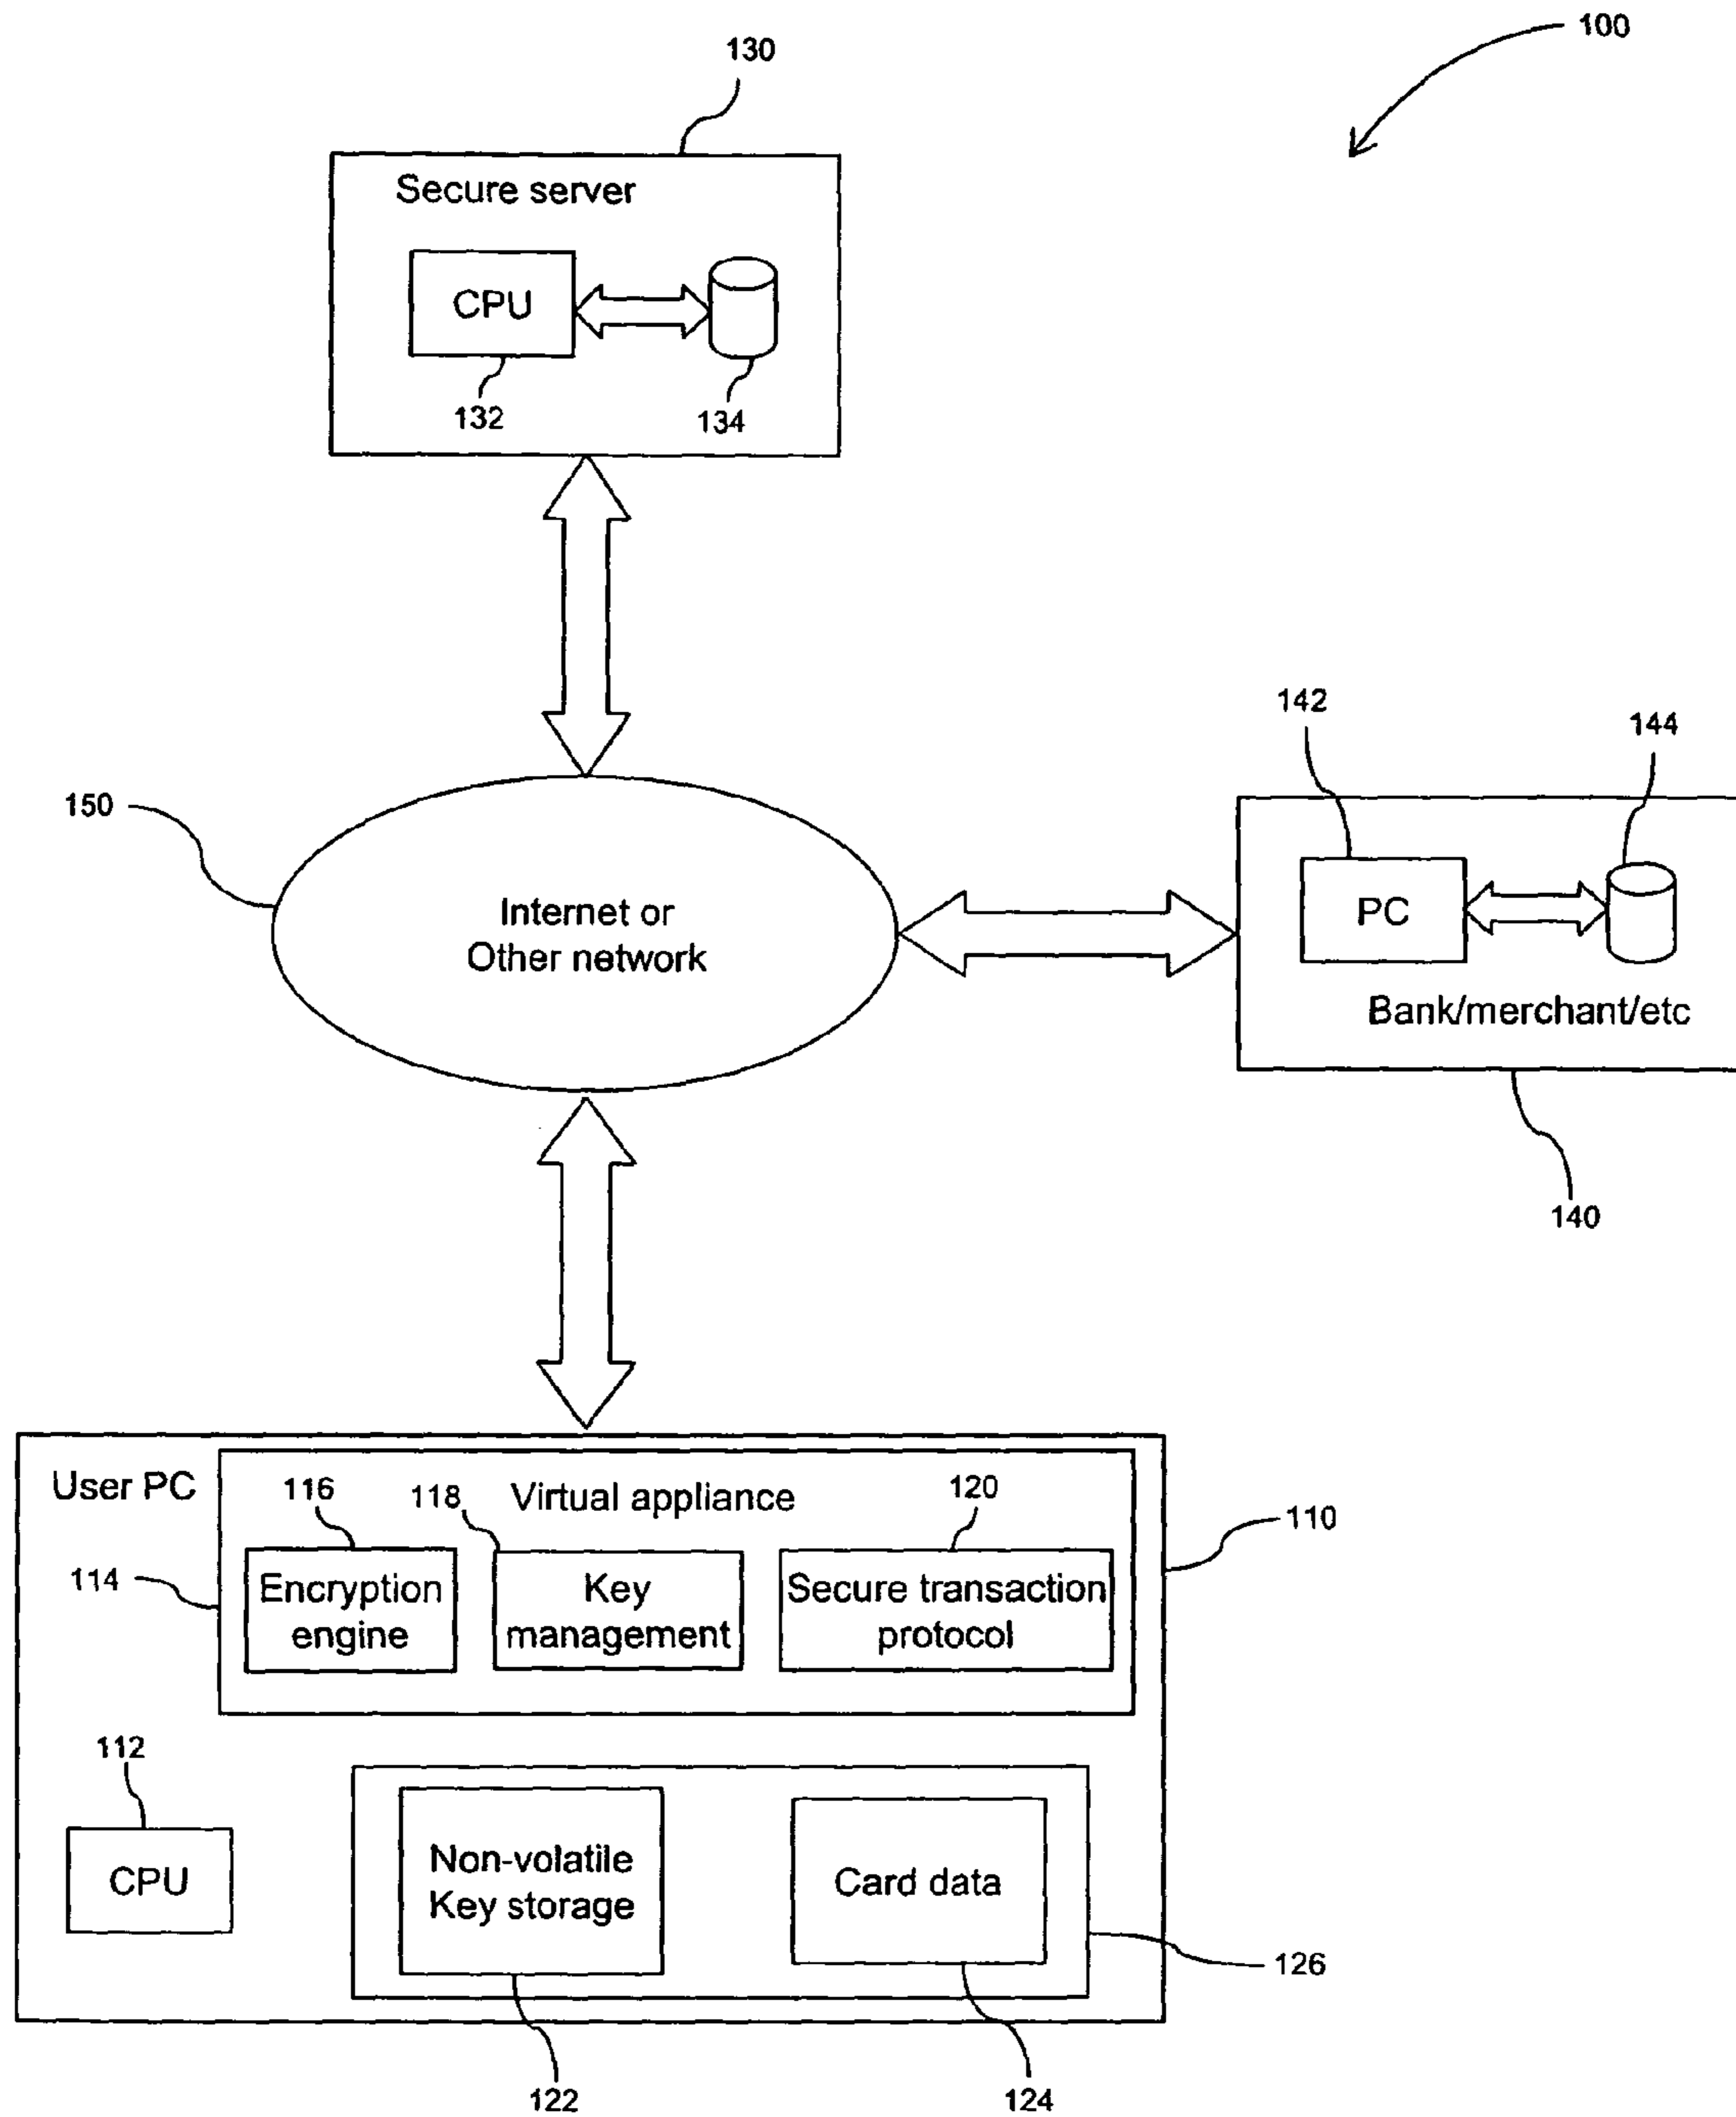 100
130
Secure server
CPU
132
134
142
144
150
Internet or
Other network
PC
Bank/merchant/etc
140
User PC
116
118
Virtual appliance
120
110
114
Encryption
engine
Key
management
Secure transaction
protocol
112
CPU
Non-volatile
Key storage
Card data
126
122
124